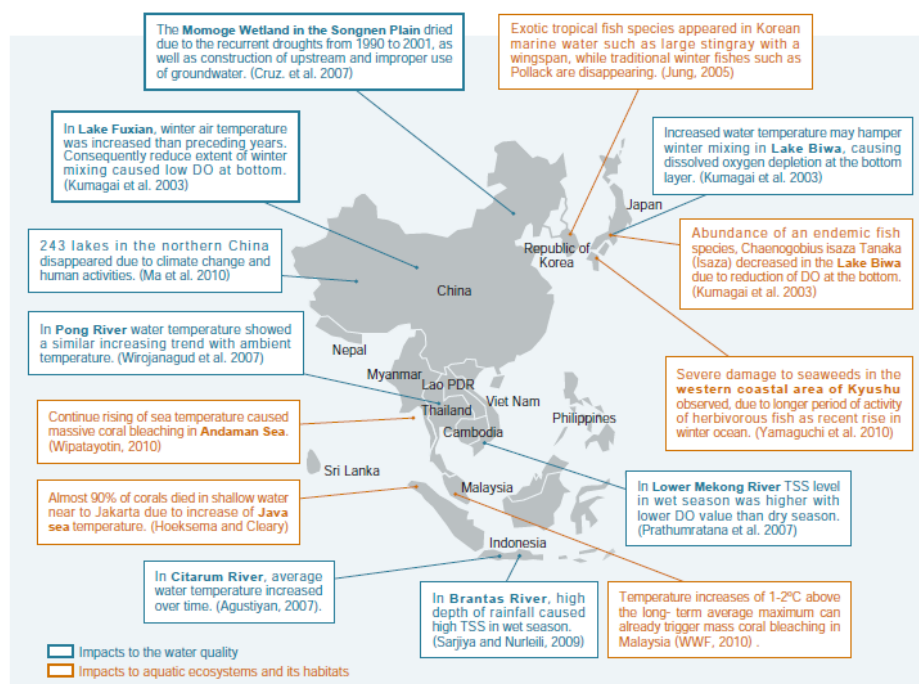 The Momoge Wetland in the Songnen Plain dried
due to the recurrent droughts from 1990 to 2001, as
well as construction of upstream and improper use
of groundwater. (Cruz. et al. 2007)
Exotic tropical fish species appeared in Korean
marine water such as large stingray with a
wingspan, while traditional winter fishes such as
Pollack are disappearing. (Jung, 2005)
In Lake Fuxian, winter air temperature
was increased than preceding years.
Consequently reduce extent of winter
mixing caused low DO at bottom.
(Kumagai et al. 2003)
Increased water temperature may hamper
winter mixing in Lake Biwa, causing
dissolved oxygen depletion at the bottom
layer. (Kumagai et al. 2003)
Japan
Republic of
Korea
243 lakes in the northern China
disappeared due to climate change and
human activities. (Ma et al. 2010)
Abundance of an endemic fish
species, Chaenogobius isaza Tanaka
(Isaza) decreased in the Lake Biwa
due to reduction of DO at the bottom.
(Kumagai et al. 2003)
China
In Pong River water temperature showed
a similar increasing trend with ambient
temperature. (Wirojanagud et al. 2007)
Nepal
Myanmar
Lao PDR
Thailand
Viet Nam
Cambodia
Philippines
Severe damage to seaweeds in the
western coastal area of Kyushu
observed, due to longer period of activity
of herbivorous fish as recent rise in
winter ocean. (Yamaguchi et al. 2010)
Continue rising of sea temperature caused
massive coral bleaching in Andaman Sea.
(Wipatayotin, 2010)
Sri Lanka
Malaysia
In Lower Mekong River TSS level
in wet season was higher with
lower DO value than dry season.
(Prathumratana et al. 2007)
Almost 90% of corals died in shallow water
near to Jakarta due to increase of Java
sea temperature. (Hoeksema and Cleary)
Indonesia
In Citarum River, average
water temperature increased
over time. (Agustiyan, 2007).
In Brantas River, high
depth of rainfall caused
high TSS in wet season.
(Sarjiya and Nurleili, 2009)
Temperature increases of 1-2ºC above
the long- term average maximum can
already trigger mass coral bleaching in
Malaysia (WWF, 2010) .
Impacts to the water quality
Impacts to aquatic ecosystems and its habitats